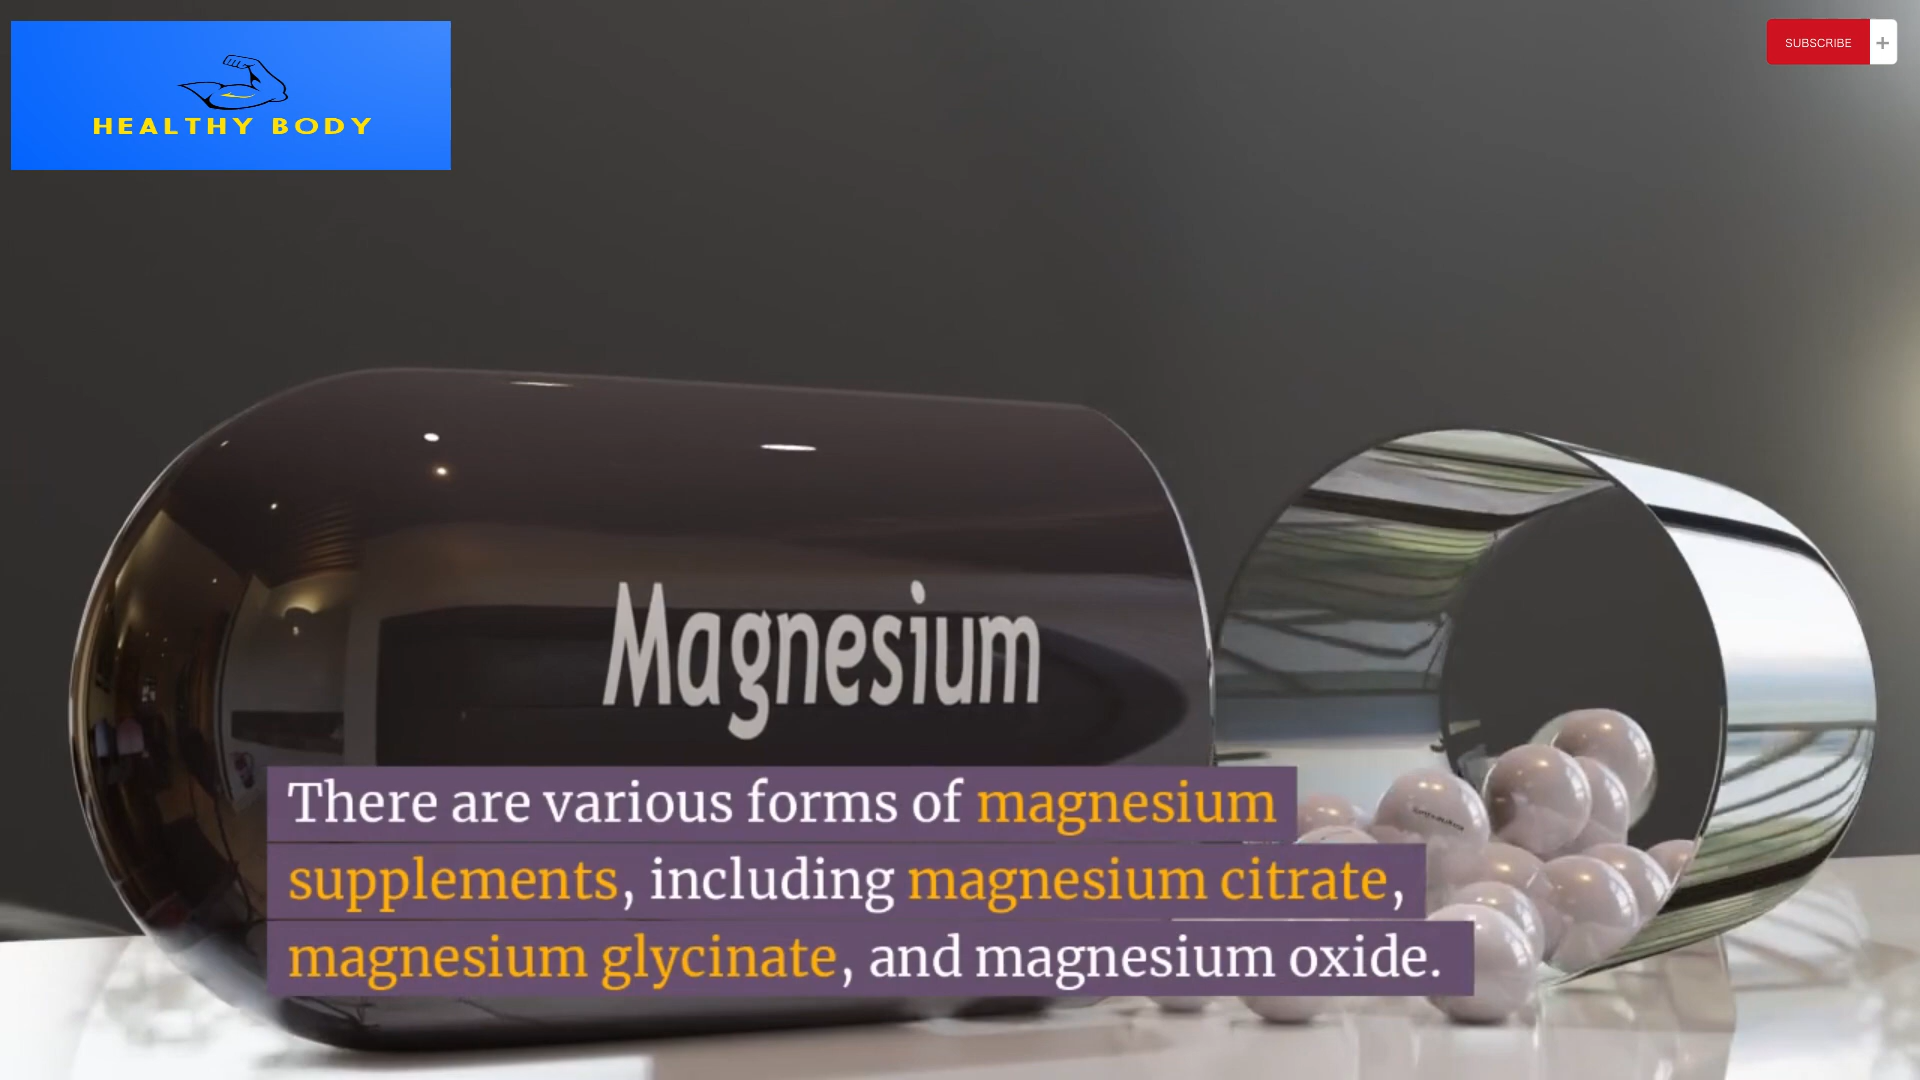 HEALTHY BODY
SUBSCRIBE +
Magnesium
There are various forms of magnesium
supplements, including magnesium citrate,
magnesium glycinate, and magnesium oxide.